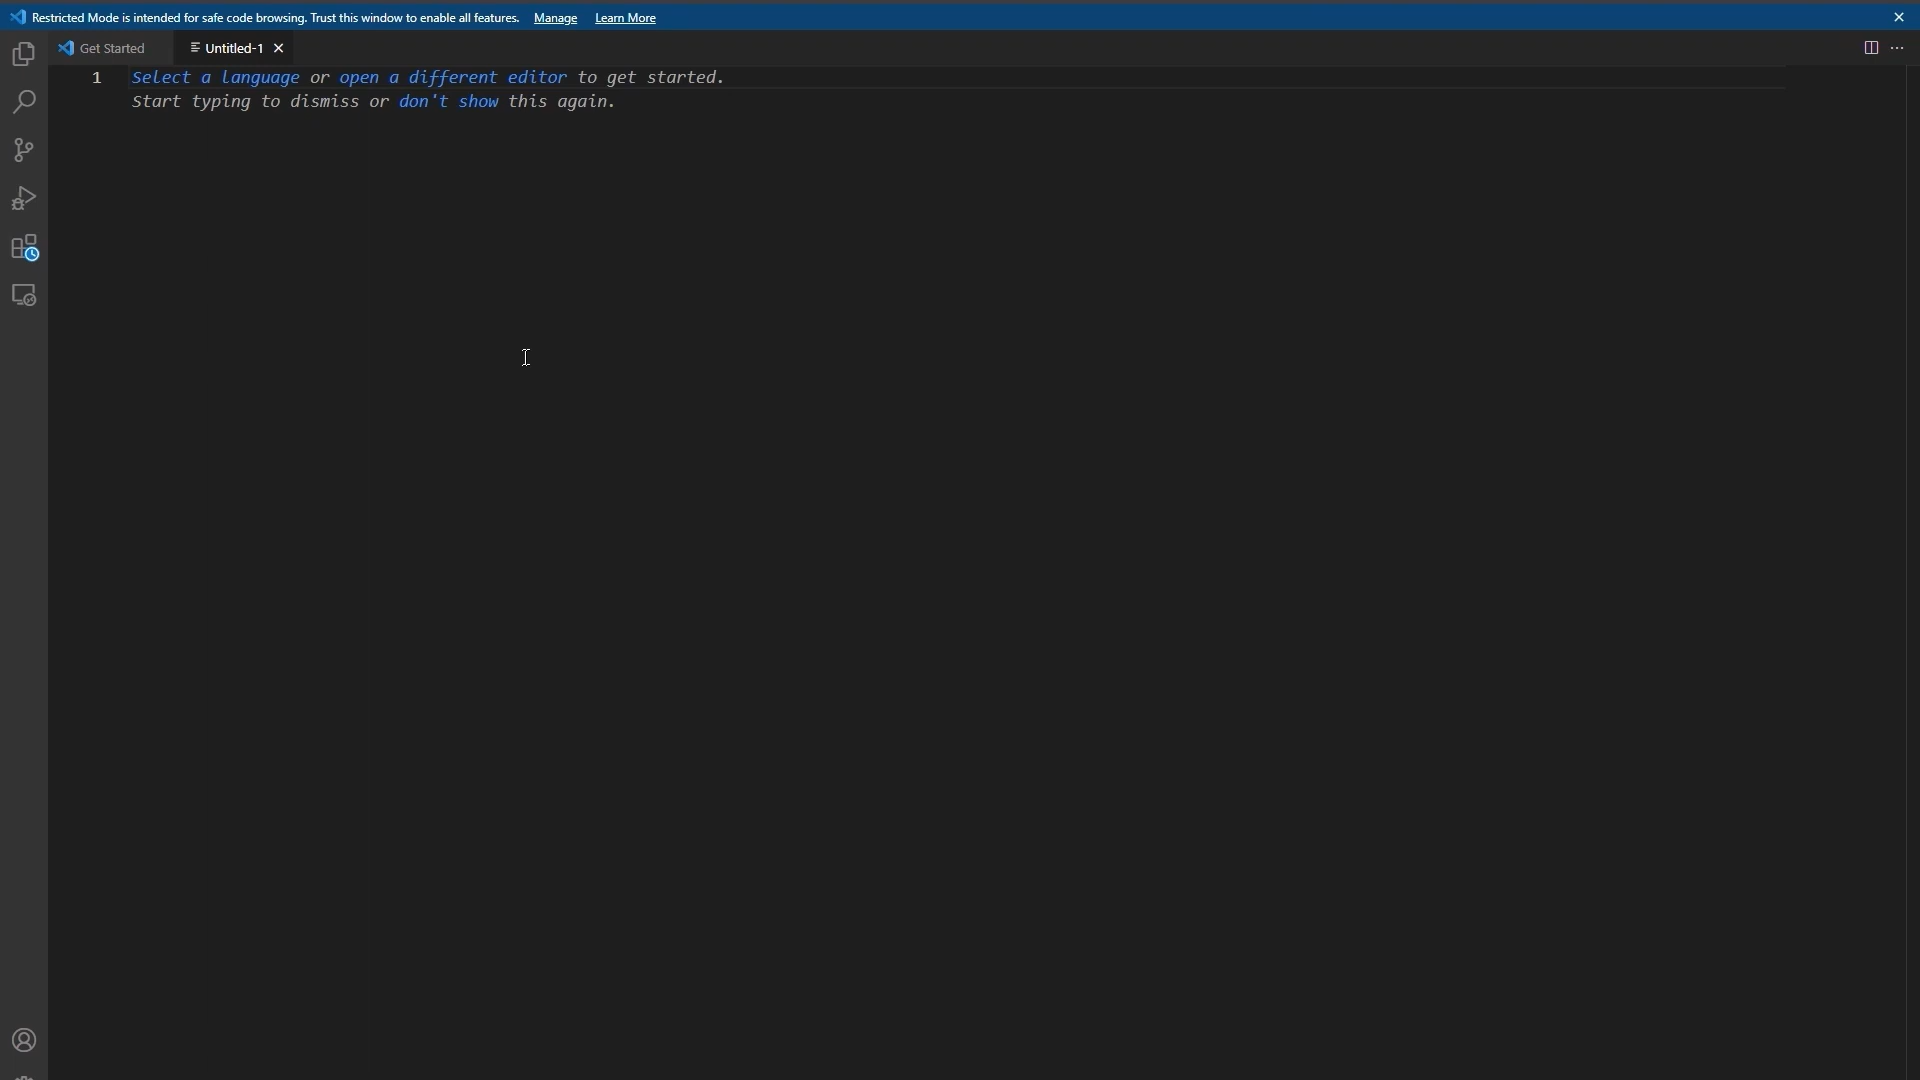 Restricted Mode is intended for safe code browsing. Trust this window to enable all features. Manage Learn More
Get Started Untitled-1
1 Select a language or open a different editor to get started.
Start typing to dismiss or don't show this again.